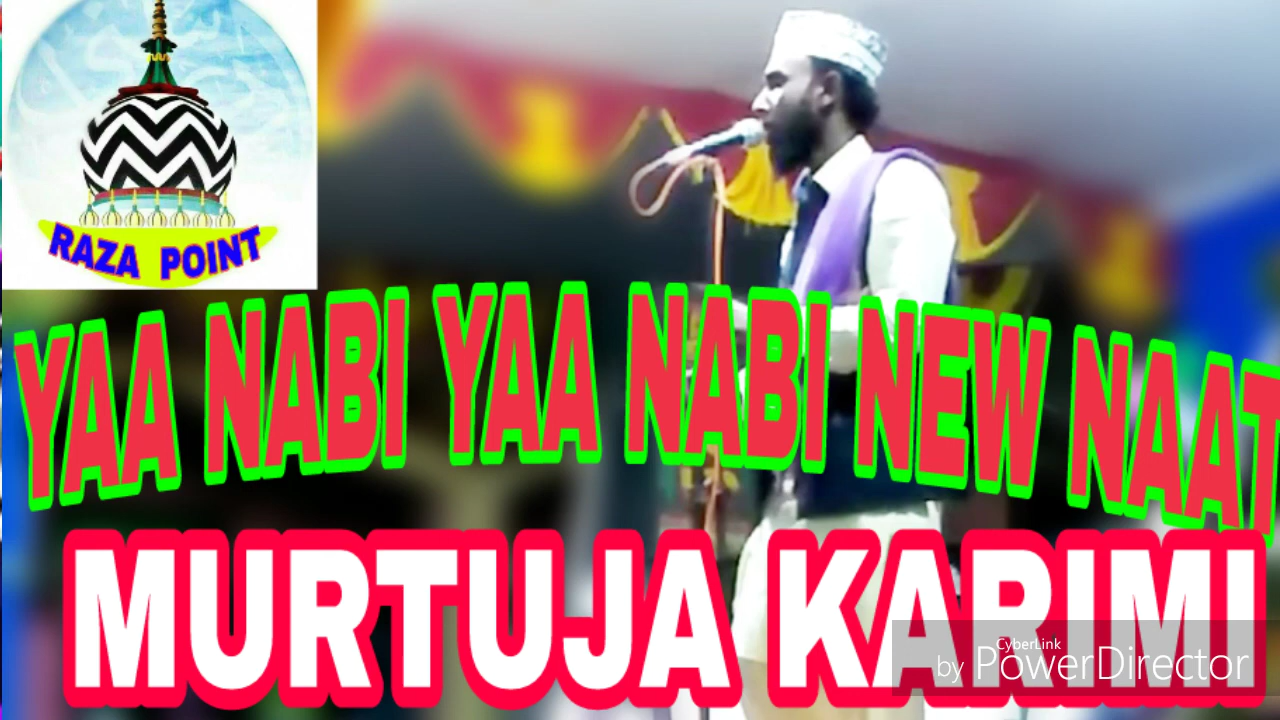 RAZA POINT
YAA NABI YAA NABI NEW NAAT
MURTUJA KARIMI
CyberLink
by PowerDirector